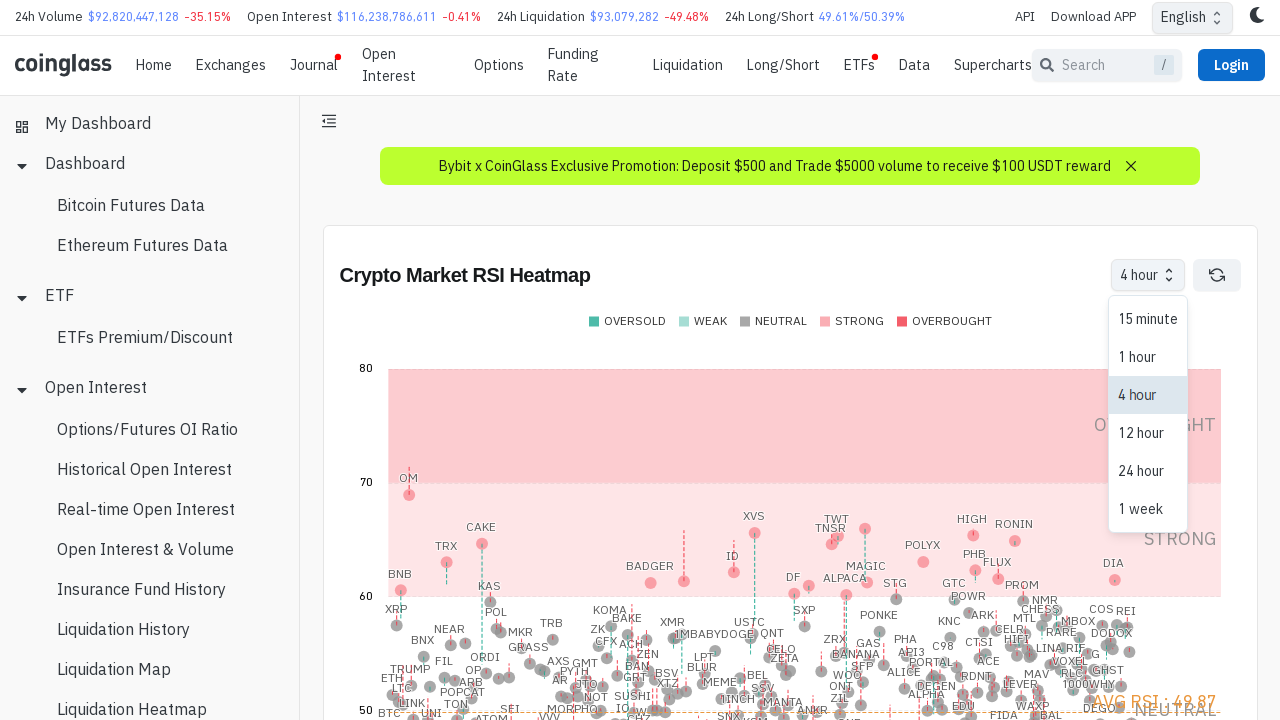 24h Volume $92,820,447,128 -35.15% Open Interest $116,238,786,611 -0.41% 24h Liquidation $93,079,282 -49.48% 24h Long/Short 49.61%/50.39% API Download APP English
coinglass Home Exchanges Journal Open Interest Options Funding Rate Liquidation Long/Short ETFs Data Supercharts Search / Login
My Dashboard
Dashboard
Bitcoin Futures Data
Ethereum Futures Data
ETF
ETFs Premium/Discount
Open Interest
Options/Futures OI Ratio
Historical Open Interest
Real-time Open Interest
Open Interest & Volume
Insurance Fund History
Liquidation History
Liquidation Map
Liquidation Heatmap
Bybit x CoinGlass Exclusive Promotion: Deposit $500 and Trade $5000 volume to receive $100 USDT reward
Crypto Market RSI Heatmap
4 hour
15 minute
1 hour
4 hour
12 hour
24 hour
1 week
OVERSOLD WEAK NEUTRAL STRONG OVERBOUGHT
80
70
OM
XVS TWT HIGH
CAKE TNSR RONIN
STRONG
TRX POLYX
ID PHB
BADGER MAGIC FLUX DIA
BNB DF ALPACA
KAS STG GTC PROM
60
POWR
XRP POL KOMA SXP NMR
BAKE PONKE ARK CHESS COS REI
NEAR MKR TRB ZK XMR USTC KNC MTL MBOX
1MBABYDOGE QNT CELR RARE DODOX
BNX GRASS CFX ACH ZRX GAS PHA CTSI HIFI
ZEN CELO BANANA API3 C98 LINA
FIL ORDI AXS GMT LPT ZETA SFP PORTAL ACE VOXEL
TRUMP OP PYTH BAN BLUR ALICE RDNT MAV RLC GHST
ETH ARB AR JTO GRT BSV XTZ MEME BEL WOO DEGEN LEVER 1000WHY
LTC POPCAT NOT SUSHI SSV ONT ALPHA
LINK TON 1INCH MANTA ZIL EDU WAXP DEGO AVG RSI : 49.87
50
BTC UNI SEI MORPHO IO SNX ANKR FIDA BAL NEUTRAL
ATOM